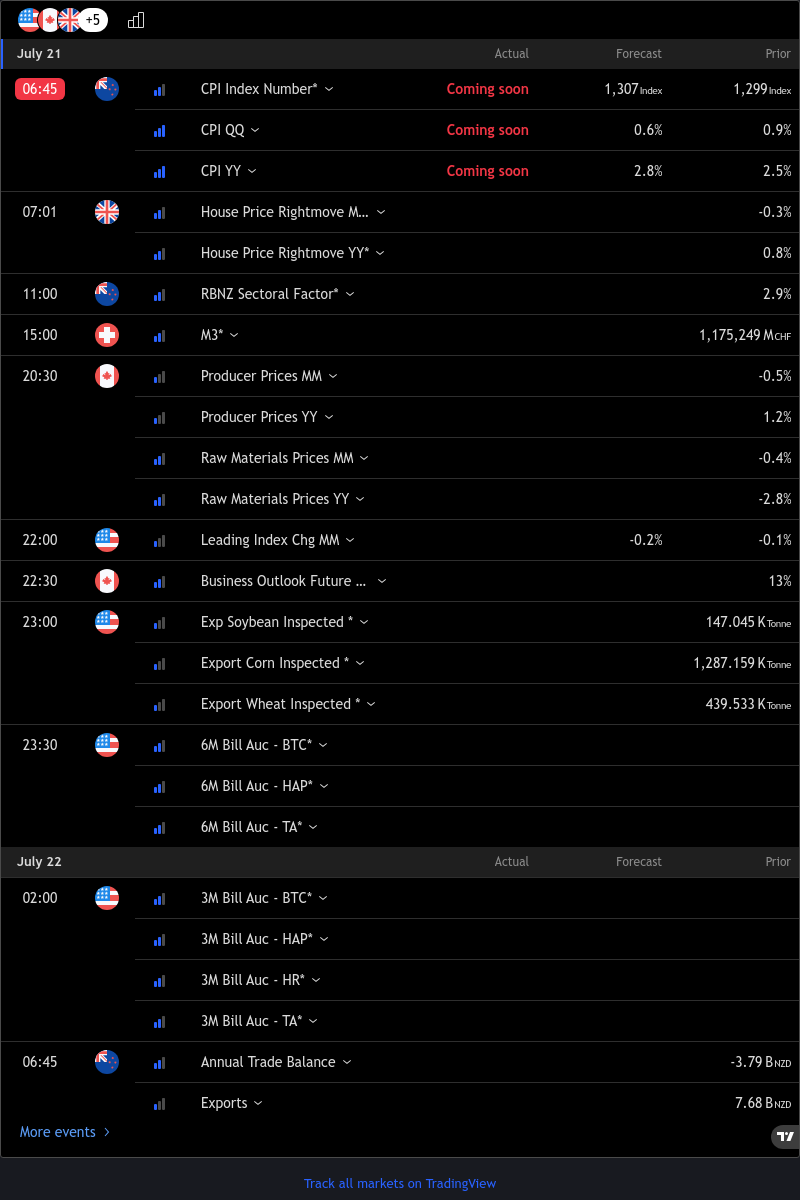 +5
July 21 Actual Forecast Prior
06:45 CPI Index Number* Coming soon 1,307 Index 1,299 Index
CPI QQ Coming soon 0.6% 0.9%
CPI YY Coming soon 2.8% 2.5%
07:01 House Price Rightmove M... -0.3%
House Price Rightmove YY* 0.8%
11:00 RBNZ Sectoral Factor* 2.9%
15:00 M3* 1,175,249 M CHF
20:30 Producer Prices MM -0.5%
Producer Prices YY 1.2%
Raw Materials Prices MM -0.4%
Raw Materials Prices YY -2.8%
22:00 Leading Index Chg MM -0.2% -0.1%
22:30 Business Outlook Future ... 13%
23:00 Exp Soybean Inspected * 147.045 K Tonne
Export Corn Inspected * 1,287.159 K Tonne
Export Wheat Inspected * 439.533 K Tonne
23:30 6M Bill Auc - BTC*
6M Bill Auc - HAP*
6M Bill Auc - TA*
July 22 Actual Forecast Prior
02:00 3M Bill Auc - BTC*
3M Bill Auc - HAP*
3M Bill Auc - HR*
3M Bill Auc - TA*
06:45 Annual Trade Balance -3.79 B NZD
Exports 7.68 B NZD
More events
Track all markets on TradingView